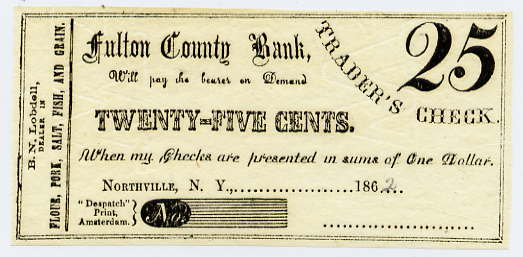 B. N. Lobdell,
DEALER IN
FLOUR, PORK, SALT, FISH, AND GRAIN.
Fulton County Bank,
Will pay the bearer on Demand
TRADER'S
25
CHECK.
TWENTY=FIVE CENTS.
When my Checks are presented in sums of One Dollar.
NORTHVILLE, N. Y.,....................1862....
"Despatch"
Print,
Amsterdam.
No.